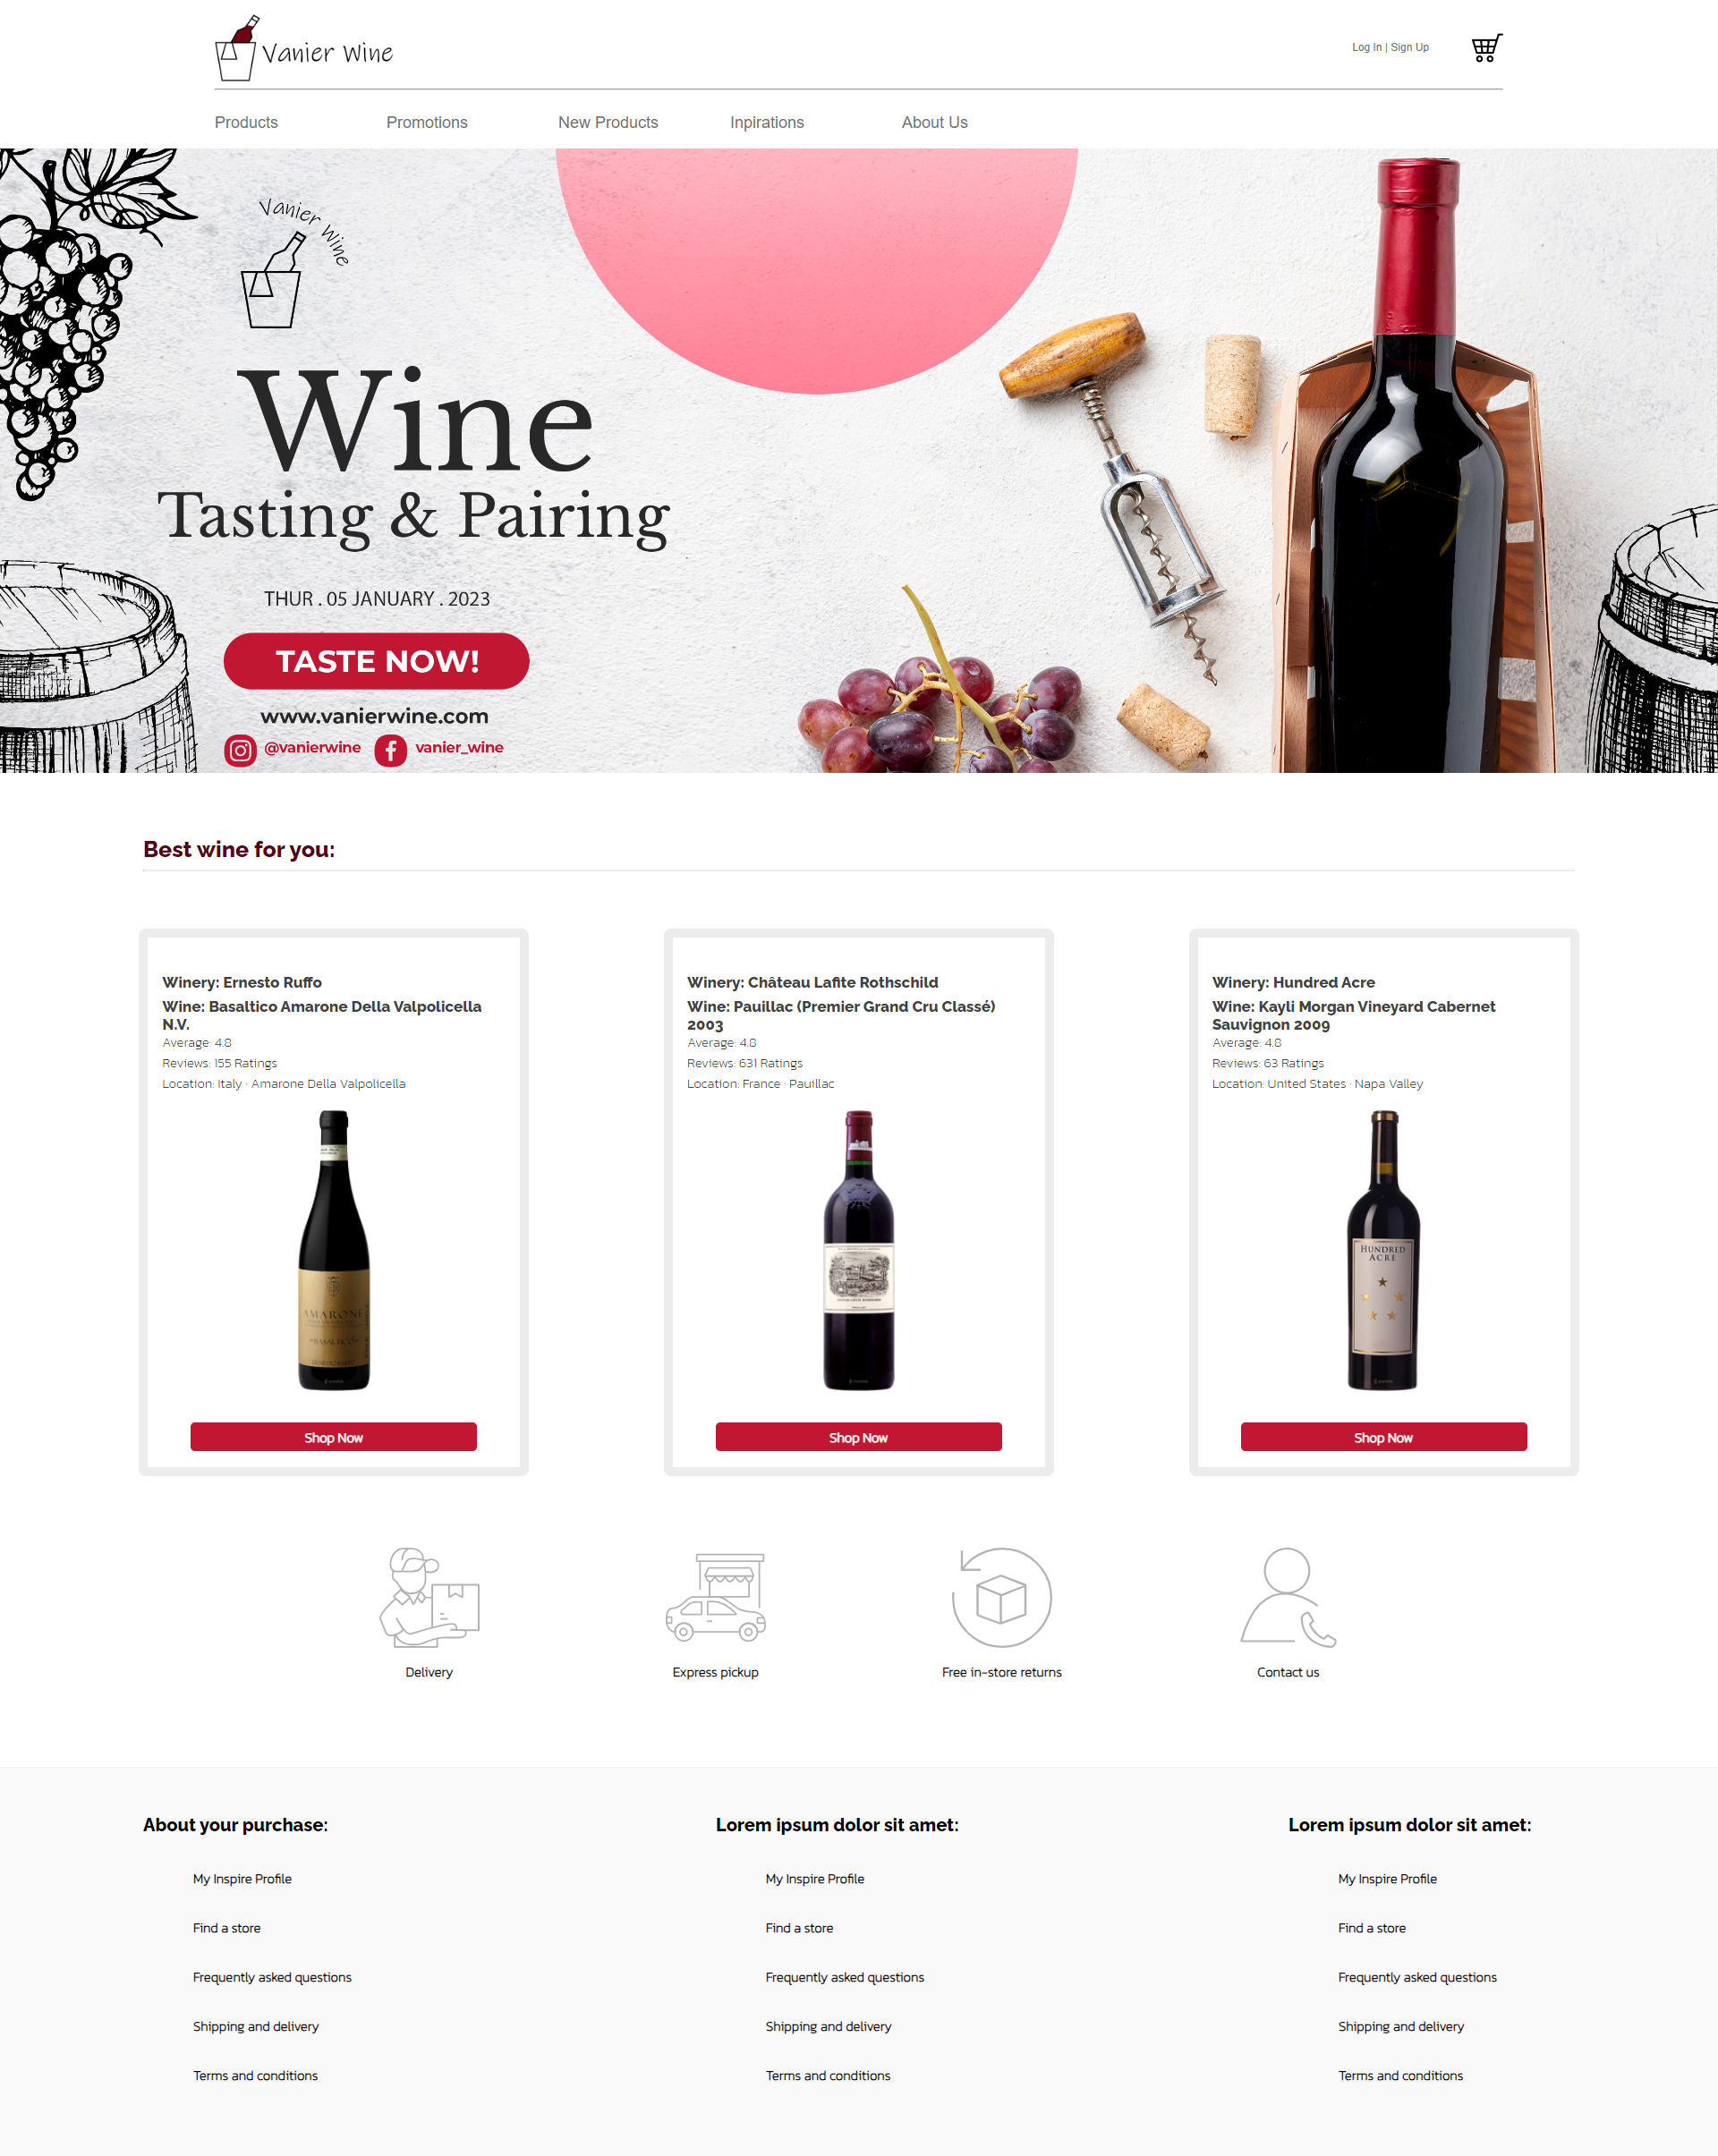 Vanier Wine
Log In | Sign Up
Products
Promotions
New Products
Inpirations
About Us
Vanier Wine
Wine
Tasting & Pairing
THUR . 05 JANUARY . 2023
TASTE NOW!
www.vanierwine.com
@vanierwine
vanier_wine
Best wine for you:
Winery: Ernesto Ruffo
Wine: Basaltico Amarone Della Valpolicella
N.V.
Average: 4.8
Reviews: 155 Ratings
Location: Italy · Amarone Della Valpolicella
AMARONE
BASALTICO
Shop Now
Winery: Château Lafite Rothschild
Wine: Pauillac (Premier Grand Cru Classé)
2003
Average: 4.8
Reviews: 631 Ratings
Location: France · Pauillac
Shop Now
Winery: Hundred Acre
Wine: Kayli Morgan Vineyard Cabernet
Sauvignon 2009
Average: 4.8
Reviews: 63 Ratings
Location: United States · Napa Valley
HUNDRED
ACRE
Shop Now
Delivery
Express pickup
Free in-store returns
Contact us
About your purchase:
My Inspire Profile
Find a store
Frequently asked questions
Shipping and delivery
Terms and conditions
Lorem ipsum dolor sit amet:
My Inspire Profile
Find a store
Frequently asked questions
Shipping and delivery
Terms and conditions
Lorem ipsum dolor sit amet:
My Inspire Profile
Find a store
Frequently asked questions
Shipping and delivery
Terms and conditions